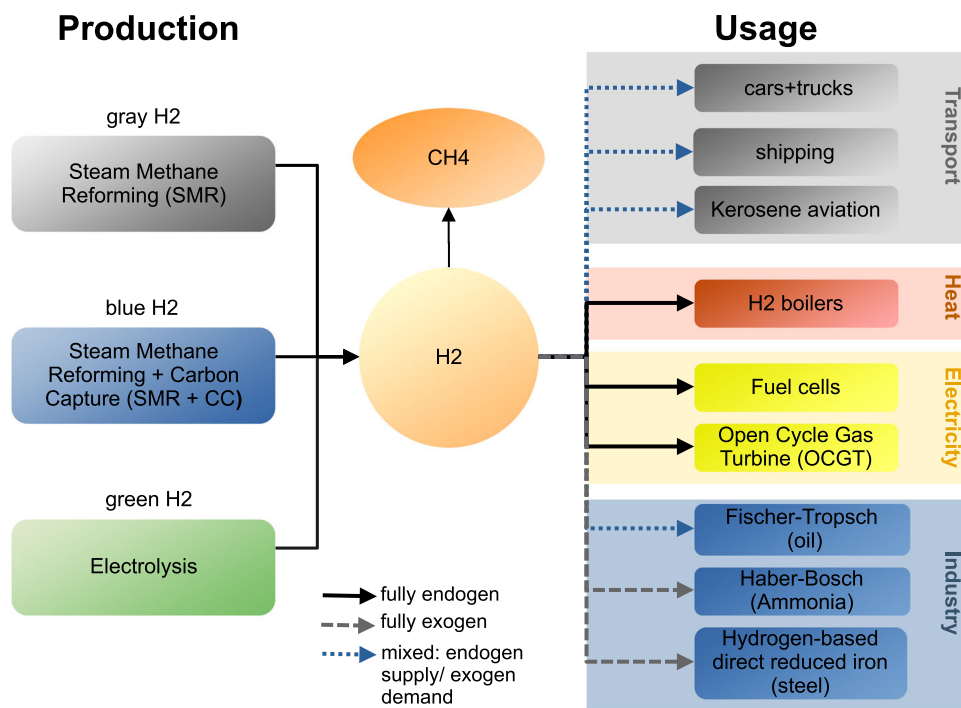 Production
Usage
gray H2
Steam Methane
Reforming (SMR)
blue H2
Steam Methane
Reforming + Carbon
Capture (SMR + CC)
green H2
Electrolysis
CH4
H2
cars+trucks
shipping
Kerosene aviation
Transport
H2 boilers
Heat
Fuel cells
Open Cycle Gas
Turbine (OCGT)
Electricity
Fischer-Tropsch
(oil)
Haber-Bosch
(Ammonia)
Hydrogen-based
direct reduced iron
(steel)
Industry
fully endogen
fully exogen
mixed: endogen
supply/ exogen
demand